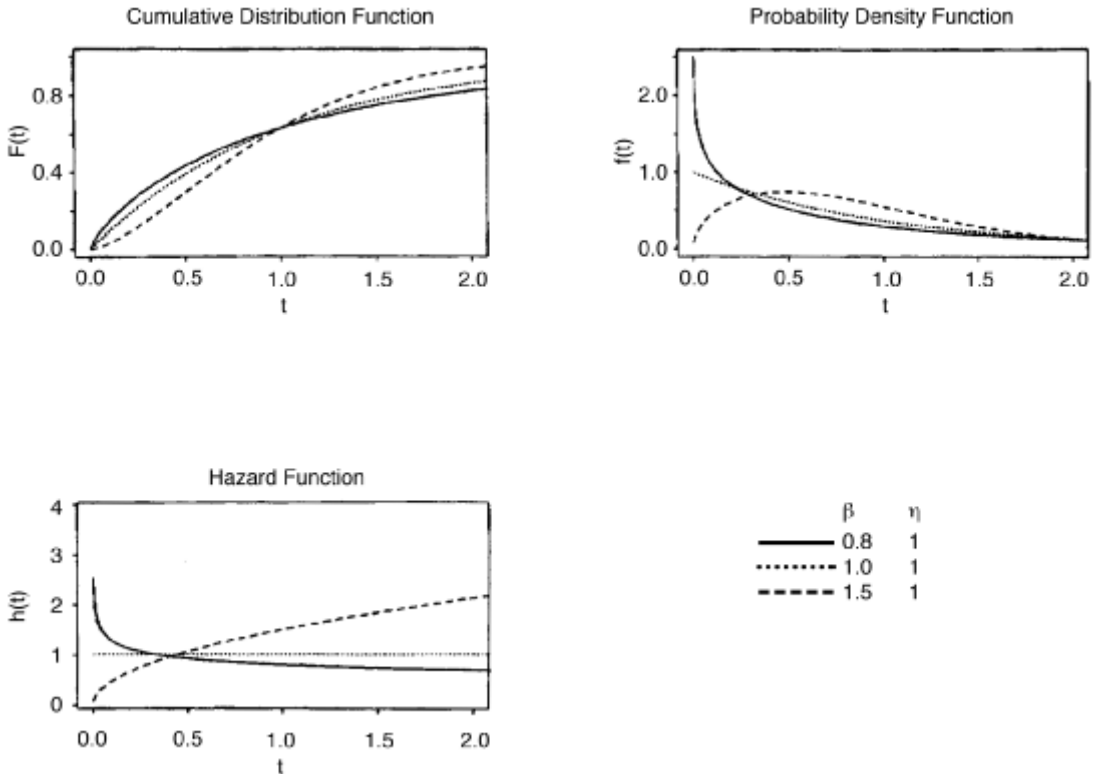 Cumulative Distribution Function
0.8
0.4
0.0
F(t)
0.0 0.5 1.0 1.5 2.0
t
Probability Density Function
2.0
1.0
0.0
f(t)
0.0 0.5 1.0 1.5 2.0
t
Hazard Function
4
3
2
1
0
h(t)
0.0 0.5 1.0 1.5 2.0
t
β η
0.8 1
1.0 1
1.5 1